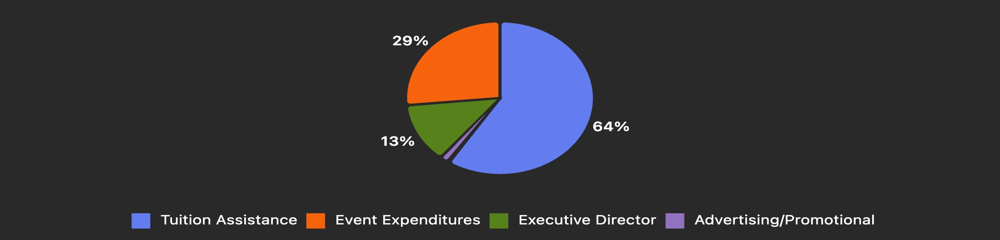 29%
64%
13%
Tuition Assistance Event Expenditures Executive Director Advertising/Promotional